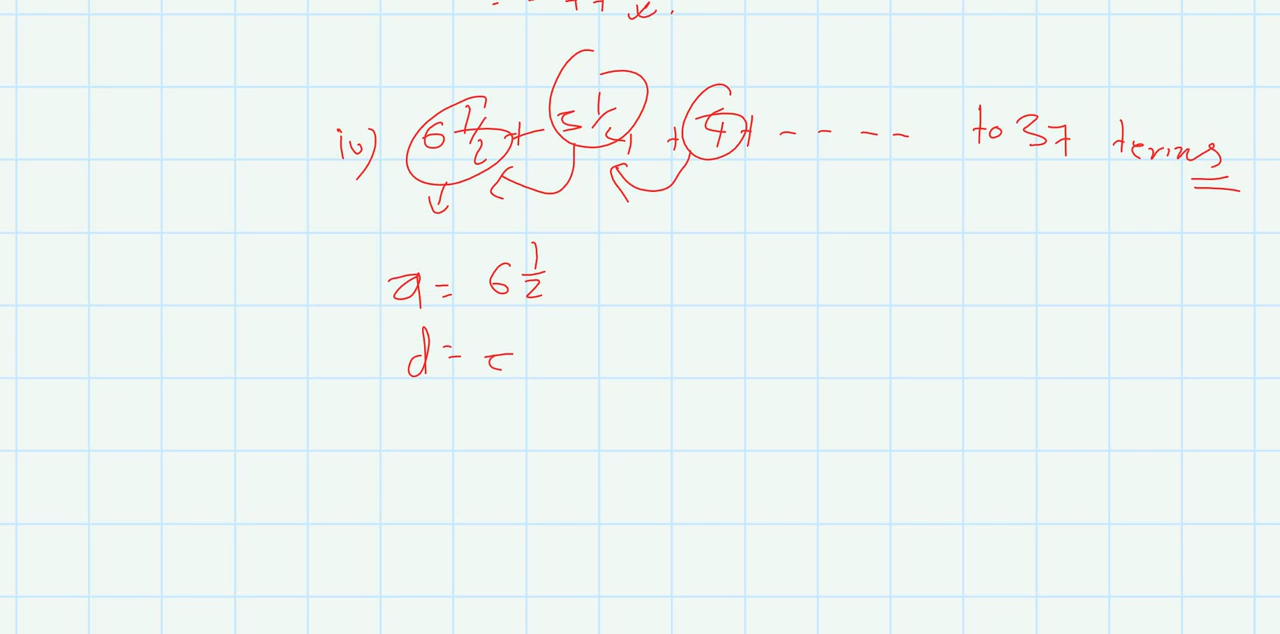 iv) 6 1/2 + 5 1/4 + 4 + - - - - to 37 terms
a = 6 1/2
d =